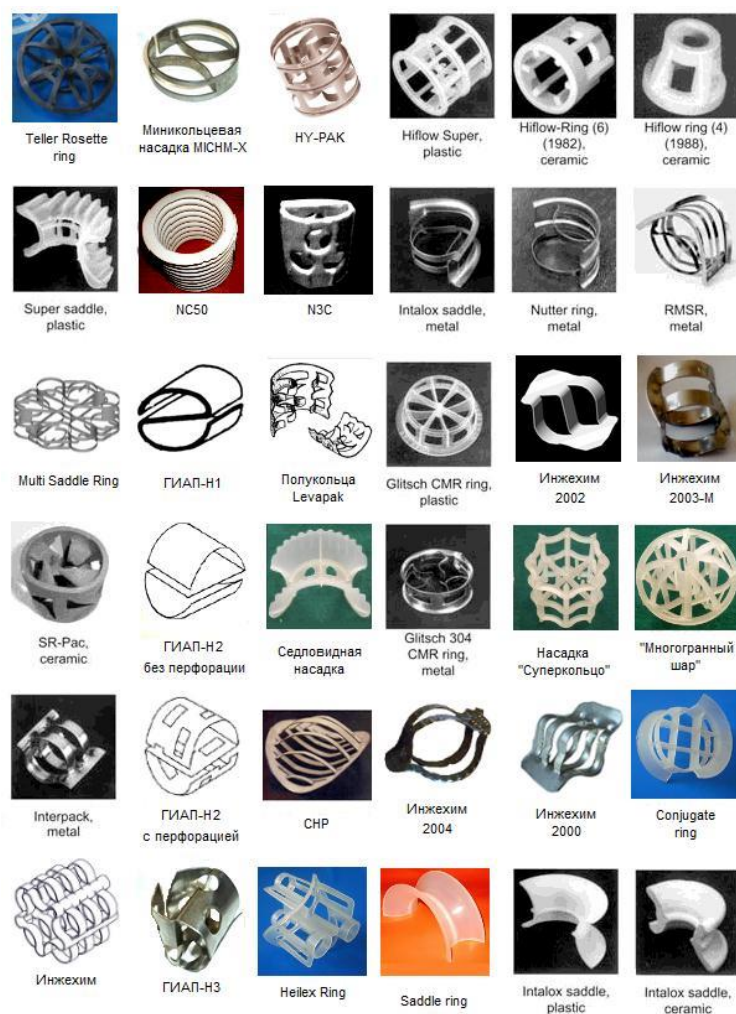 Teller Rosette
ring
Миникольцевая
насадка MICHM-X
HY-PAK
Hiflow Super,
plastic
Hiflow-Ring (6)
(1982),
ceramic
Hiflow ring (4)
(1988),
ceramic
Super saddle,
plastic
NC50
N3C
Intalox saddle,
metal
Nutter ring,
metal
RMSR,
metal
Multi Saddle Ring
ГИАП-Н1
Полукольца
Levapak
Glitsch CMR ring,
plastic
Инжехим
2002
Инжехим
2003-М
SR-Pac,
ceramic
ГИАП-Н2
без перфорации
Седловидная
насадка
Glitsch 304
CMR ring,
metal
Насадка
"Суперкольцо"
"Многогранный
шар"
Interpack,
metal
ГИАП-Н2
с перфорацией
СНР
Инжехим
2004
Инжехим
2000
Conjugate
ring
Инжехим
ГИАП-Н3
Heilex Ring
Saddle ring
Intalox saddle,
plastic
Intalox saddle,
ceramic